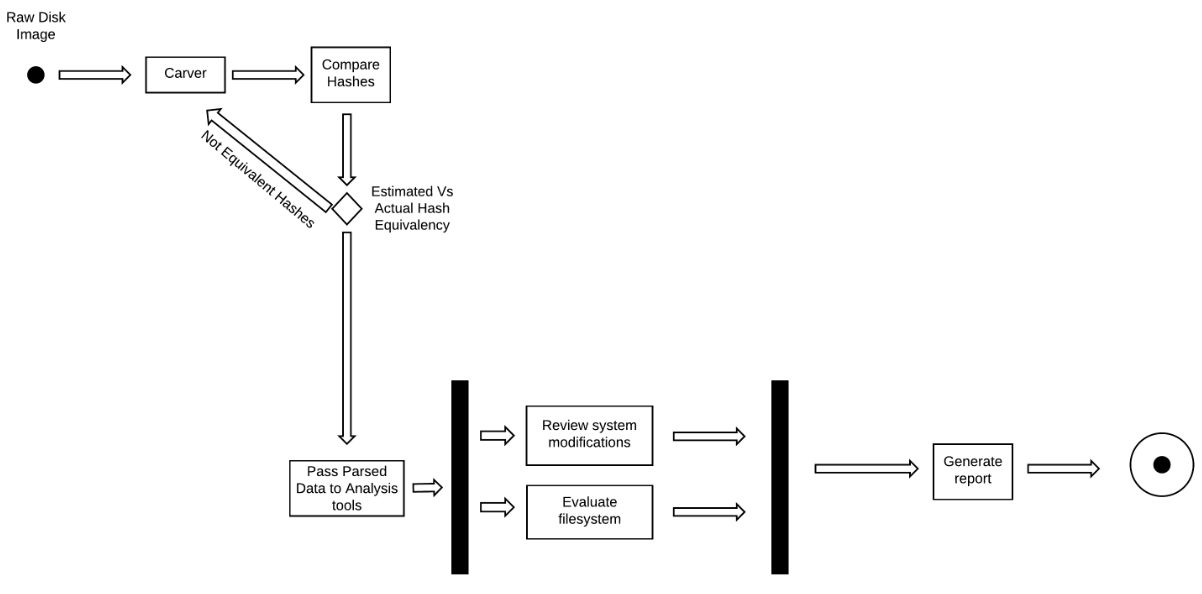 Raw Disk
Image
Carver
Compare
Hashes
Not Equivalent Hashes
Estimated Vs
Actual Hash
Equivalency
Pass Parsed
Data to Analysis
tools
Review system
modifications
Evaluate
filesystem
Generate
report